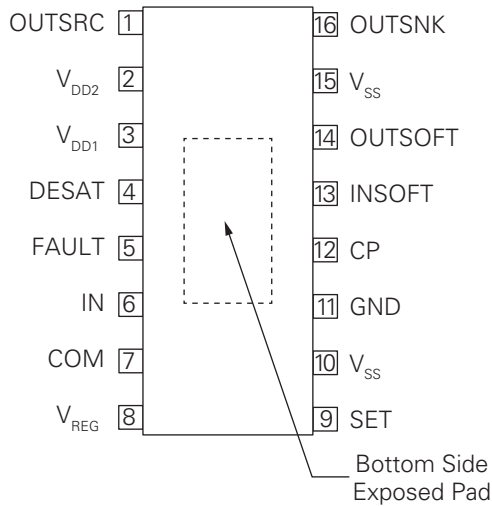 OUTSRC 1 16 OUTSNK
VDD2 2 15 VSS
VDD1 3 14 OUTSOFT
DESAT 4 13 INSOFT
FAULT 5 12 CP
IN 6 11 GND
COM 7 10 VSS
VREG 8 9 SET
Bottom Side
Exposed Pad